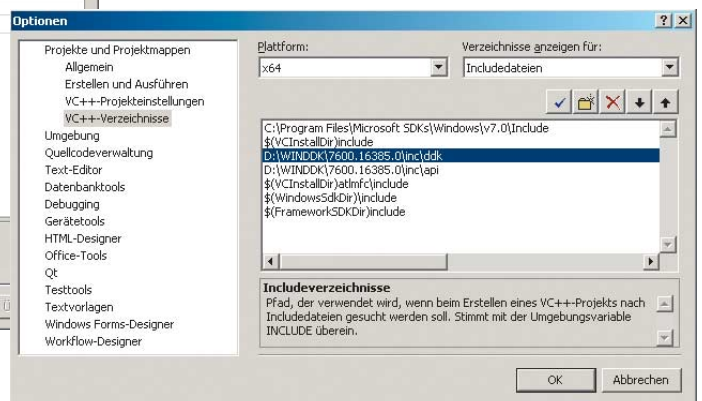 Optionen
Projekte und Projektmappen
Allgemein
Erstellen und Ausführen
VC++-Projekteinstellungen
VC++-Verzeichnisse
Umgebung
Quellcodeverwaltung
Text-Editor
Datenbanktools
Debugging
Gerätetools
HTML-Designer
Office-Tools
Qt
Testtools
Textvorlagen
Windows Forms-Designer
Workflow-Designer
Plattform:
x64
Verzeichnisse anzeigen für:
Includedateien
C:\Program Files\Microsoft SDKs\Windows\v7.0\Include
$(VCInstallDir)include
D:\WINDDK\7600.16385.0\inc\ddk
D:\WINDDK\7600.16385.0\inc\api
$(VCInstallDir)atlmfc\include
$(WindowsSdkDir)\include
$(FrameworkSDKDir)include
Includeverzeichnisse
Pfad, der verwendet wird, wenn beim Erstellen eines VC++-Projekts nach
Includedateien gesucht werden soll. Stimmt mit der Umgebungsvariable
INCLUDE überein.
OK
Abbrechen